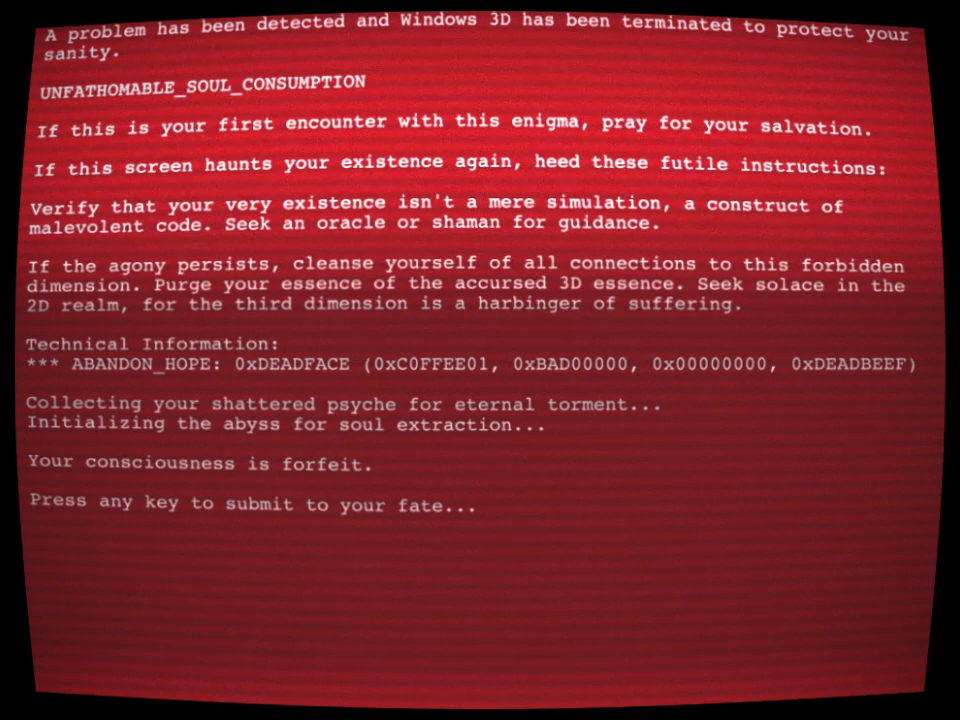 A problem has been detected and Windows 3D has been terminated to protect your
sanity.
UNFATHOMABLE_SOUL_CONSUMPTION
If this is your first encounter with this enigma, pray for your salvation.
If this screen haunts your existence again, heed these futile instructions:
Verify that your very existence isn't a mere simulation, a construct of
malevolent code. Seek an oracle or shaman for guidance.
If the agony persists, cleanse yourself of all connections to this forbidden
dimension. Purge your essence of the accursed 3D essence. Seek solace in the
2D realm, for the third dimension is a harbinger of suffering.
Technical Information:
*** ABANDON_HOPE: 0xDEADFACE (0xC0FFEE01, 0xBAD00000, 0x00000000, 0xDEADBEEF)
Collecting your shattered psyche for eternal torment...
Initializing the abyss for soul extraction...
Your consciousness is forfeit.
Press any key to submit to your fate...